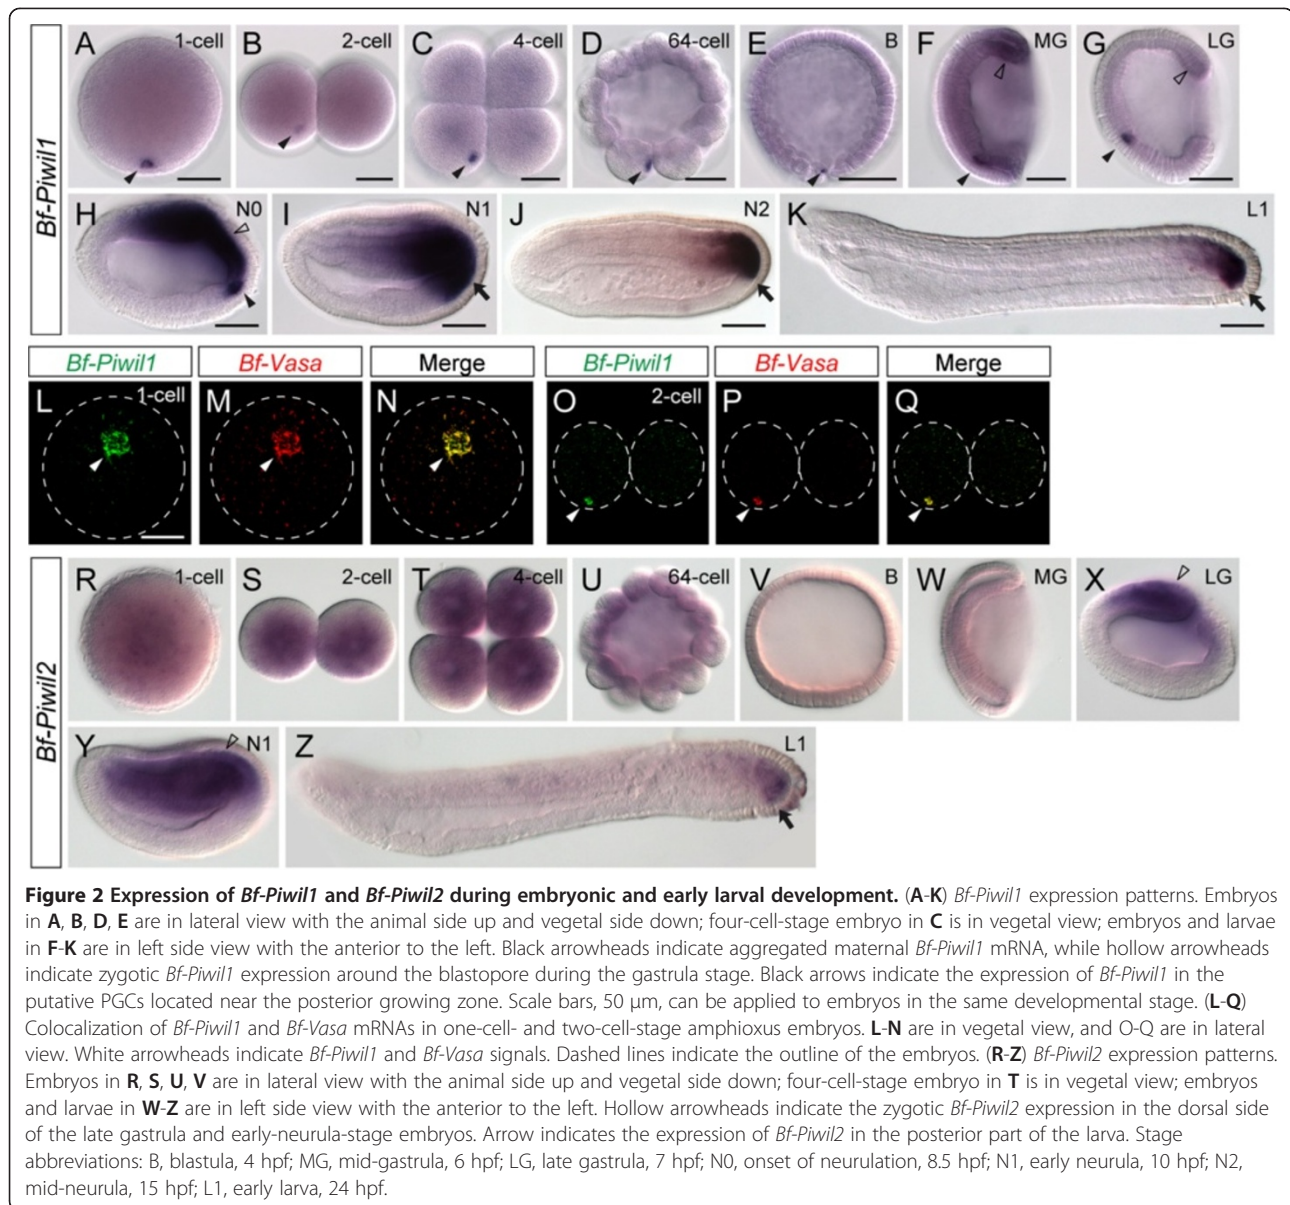 Bf-Piwil1
A 1-cell
B 2-cell
C 4-cell
D 64-cell
E B
F MG
G LG
H N0
I N1
J N2
K L1
Bf-Piwil1 Bf-Vasa Merge Bf-Piwil1 Bf-Vasa Merge
L 1-cell
M
N
O 2-cell
P
Q
Bf-Piwil2
R 1-cell
S 2-cell
T 4-cell
U 64-cell
V B
W MG
X LG
Y N1
Z L1
Figure 2 Expression of Bf-Piwil1 and Bf-Piwil2 during embryonic and early larval development. (A-K) Bf-Piwil1 expression patterns. Embryos
in A, B, D, E are in lateral view with the animal side up and vegetal side down; four-cell-stage embryo in C is in vegetal view; embryos and larvae
in F-K are in left side view with the anterior to the left. Black arrowheads indicate aggregated maternal Bf-Piwil1 mRNA, while hollow arrowheads
indicate zygotic Bf-Piwil1 expression around the blastopore during the gastrula stage. Black arrows indicate the expression of Bf-Piwil1 in the
putative PGCs located near the posterior growing zone. Scale bars, 50 μm, can be applied to embryos in the same developmental stage. (L-Q)
Colocalization of Bf-Piwil1 and Bf-Vasa mRNAs in one-cell- and two-cell-stage amphioxus embryos. L-N are in vegetal view, and O-Q are in lateral
view. White arrowheads indicate Bf-Piwil1 and Bf-Vasa signals. Dashed lines indicate the outline of the embryos. (R-Z) Bf-Piwil2 expression patterns.
Embryos in R, S, U, V are in lateral view with the animal side up and vegetal side down; four-cell-stage embryo in T is in vegetal view; embryos
and larvae in W-Z are in left side view with the anterior to the left. Hollow arrowheads indicate the zygotic Bf-Piwil2 expression in the dorsal side
of the late gastrula and early-neurula-stage embryos. Arrow indicates the expression of Bf-Piwil2 in the posterior part of the larva. Stage
abbreviations: B, blastula, 4 hpf; MG, mid-gastrula, 6 hpf; LG, late gastrula, 7 hpf; N0, onset of neurulation, 8.5 hpf; N1, early neurula, 10 hpf; N2,
mid-neurula, 15 hpf; L1, early larva, 24 hpf.